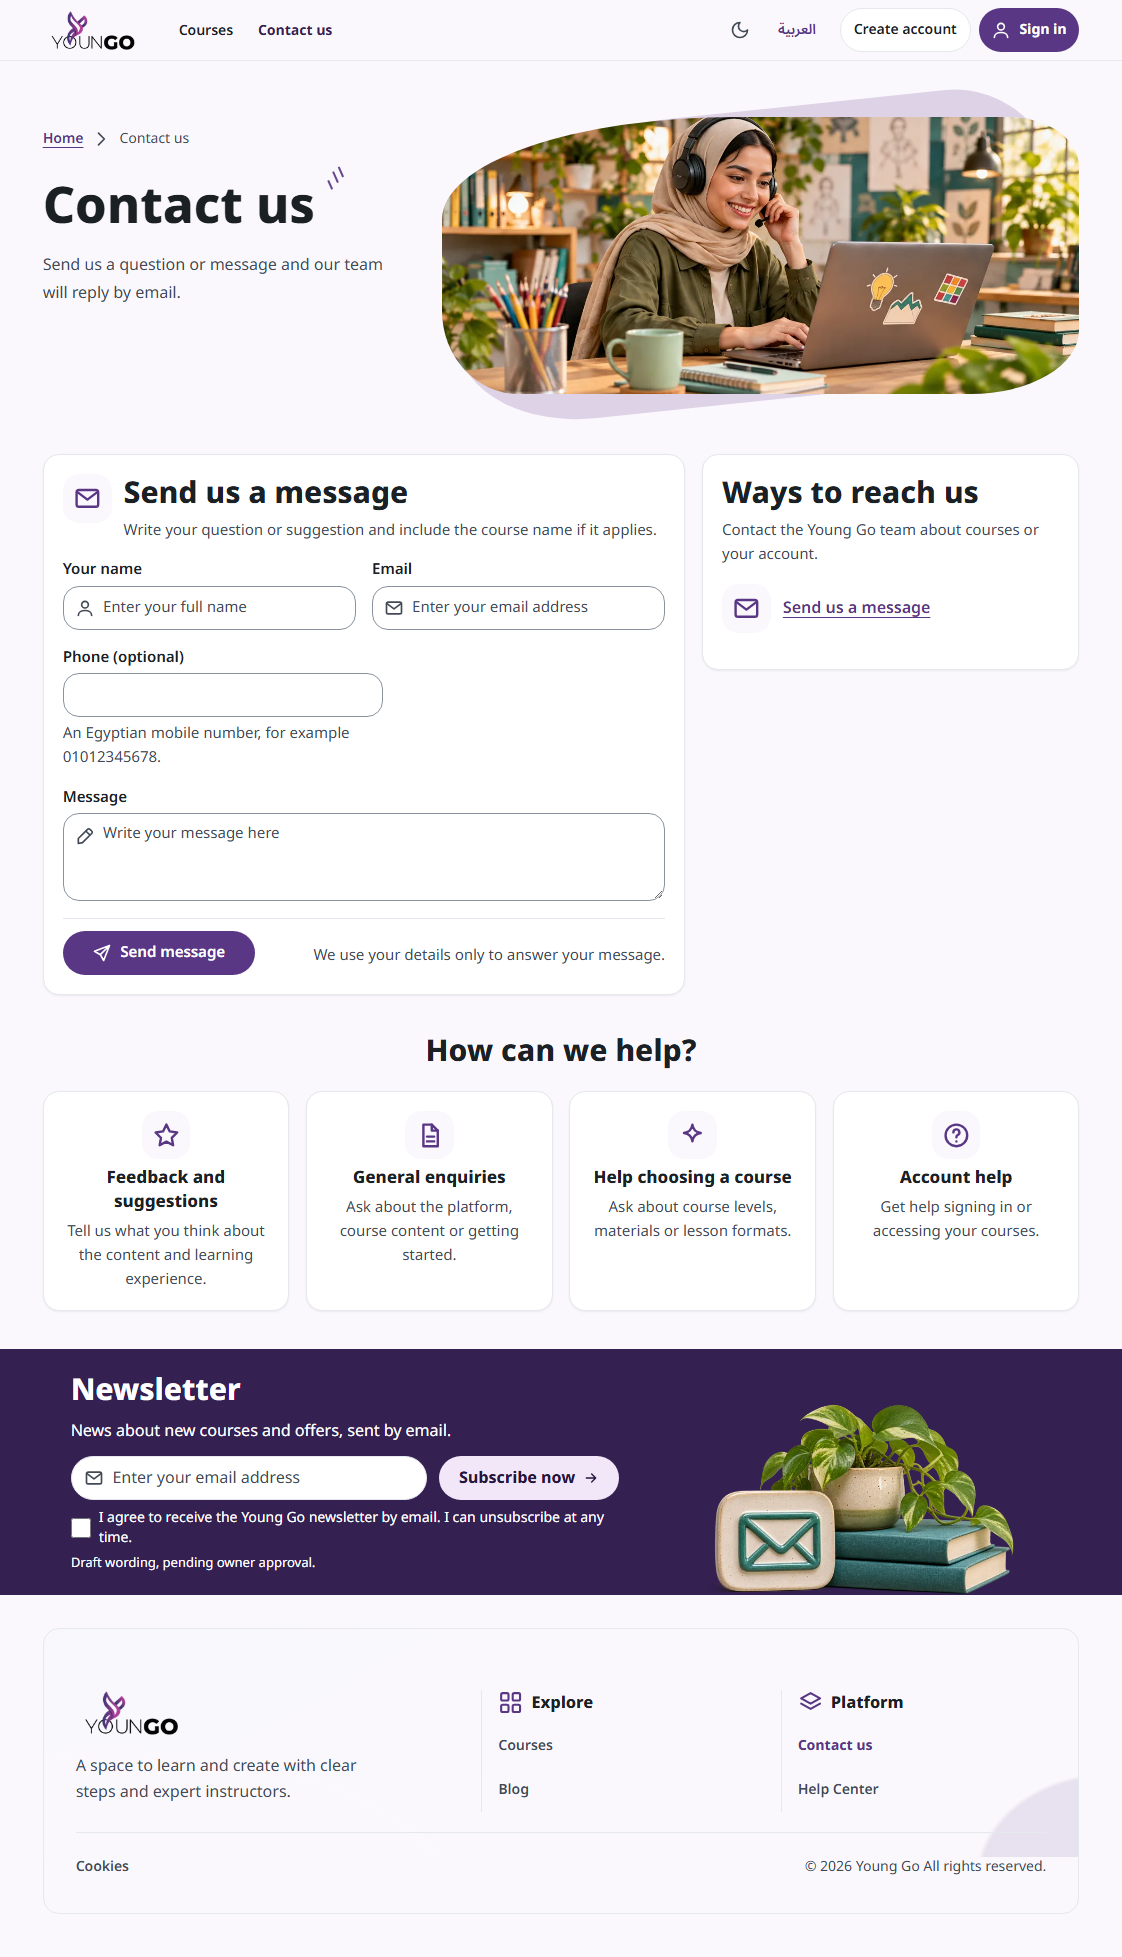 YOUNGO
Courses
Contact us
العربية
Create account
Sign in
Home
Contact us
Contact us
Send us a question or message and our team
will reply by email.
Send us a message
Write your question or suggestion and include the course name if it applies.
Your name
Email
Enter your full name
Enter your email address
Phone (optional)
An Egyptian mobile number, for example
01012345678.
Message
Write your message here
Send message
We use your details only to answer your message.
Ways to reach us
Contact the Young Go team about courses or
your account.
Send us a message
How can we help?
Feedback and
suggestions
Tell us what you think about
the content and learning
experience.
General enquiries
Ask about the platform,
course content or getting
started.
Help choosing a course
Ask about course levels,
materials or lesson formats.
Account help
Get help signing in or
accessing your courses.
Newsletter
News about new courses and offers, sent by email.
Enter your email address
Subscribe now
I agree to receive the Young Go newsletter by email. I can unsubscribe at any
time.
Draft wording, pending owner approval.
YOUNGO
A space to learn and create with clear
steps and expert instructors.
Explore
Courses
Blog
Platform
Contact us
Help Center
Cookies
© 2026 Young Go All rights reserved.